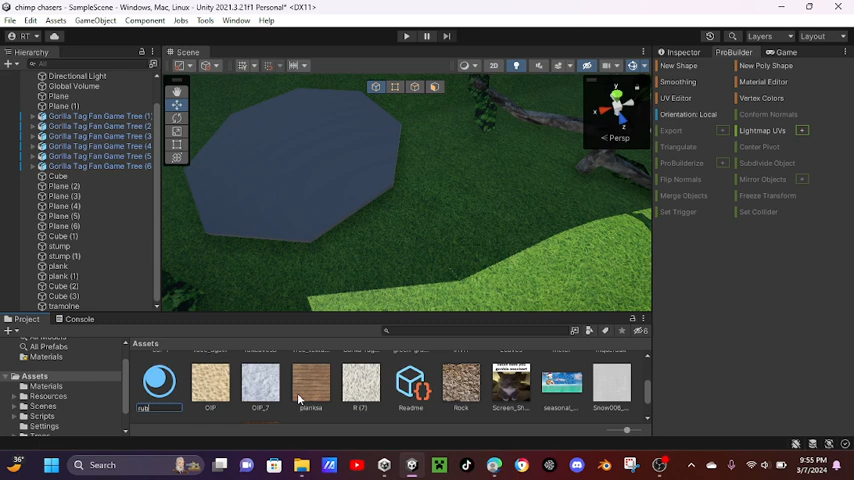 chimp chasers - SampleScene - Windows, Mac, Linux - Unity 2021.3.21f1 Personal* <DX11>
File Edit Assets GameObject Component Jobs Tools Window Help
RT
Layers Layout
Hierarchy
All
Directional Light
Global Volume
Plane
Plane (1)
Gorilla Tag Fan Game Tree (1)
Gorilla Tag Fan Game Tree (2
Gorilla Tag Fan Game Tree (3
Gorilla Tag Fan Game Tree (4
Gorilla Tag Fan Game Tree (5
Gorilla Tag Fan Game Tree (6
Cube
Plane (2)
Plane (3)
Plane (4)
Plane (5)
Plane (6)
Cube (1)
stump
stump (1)
plank
plank (1)
Cube (2)
Cube (3)
tramolne
Scene
2D
y
x
z
Persp
Inspector ProBuilder Game
New Shape New Poly Shape
Smoothing Material Editor
UV Editor Vertex Colors
Orientation: Local Conform Normals
Export + Lightmap UVs +
Triangulate Center Pivot
ProBuilderize + Subdivide Object
Flip Normals Mirror Objects +
Merge Objects Freeze Transform
Set Trigger Set Collider
Project Console
6
All Prefabs
Materials
Assets
Materials
Resources
Scenes
Scripts
Settings
Assets
rub
OIP
OIP_7
planksa
R (7)
Readme
Rock
Screen_Sh...
seasonal_...
Snow006_...
36°
Search
9:55 PM
3/7/2024